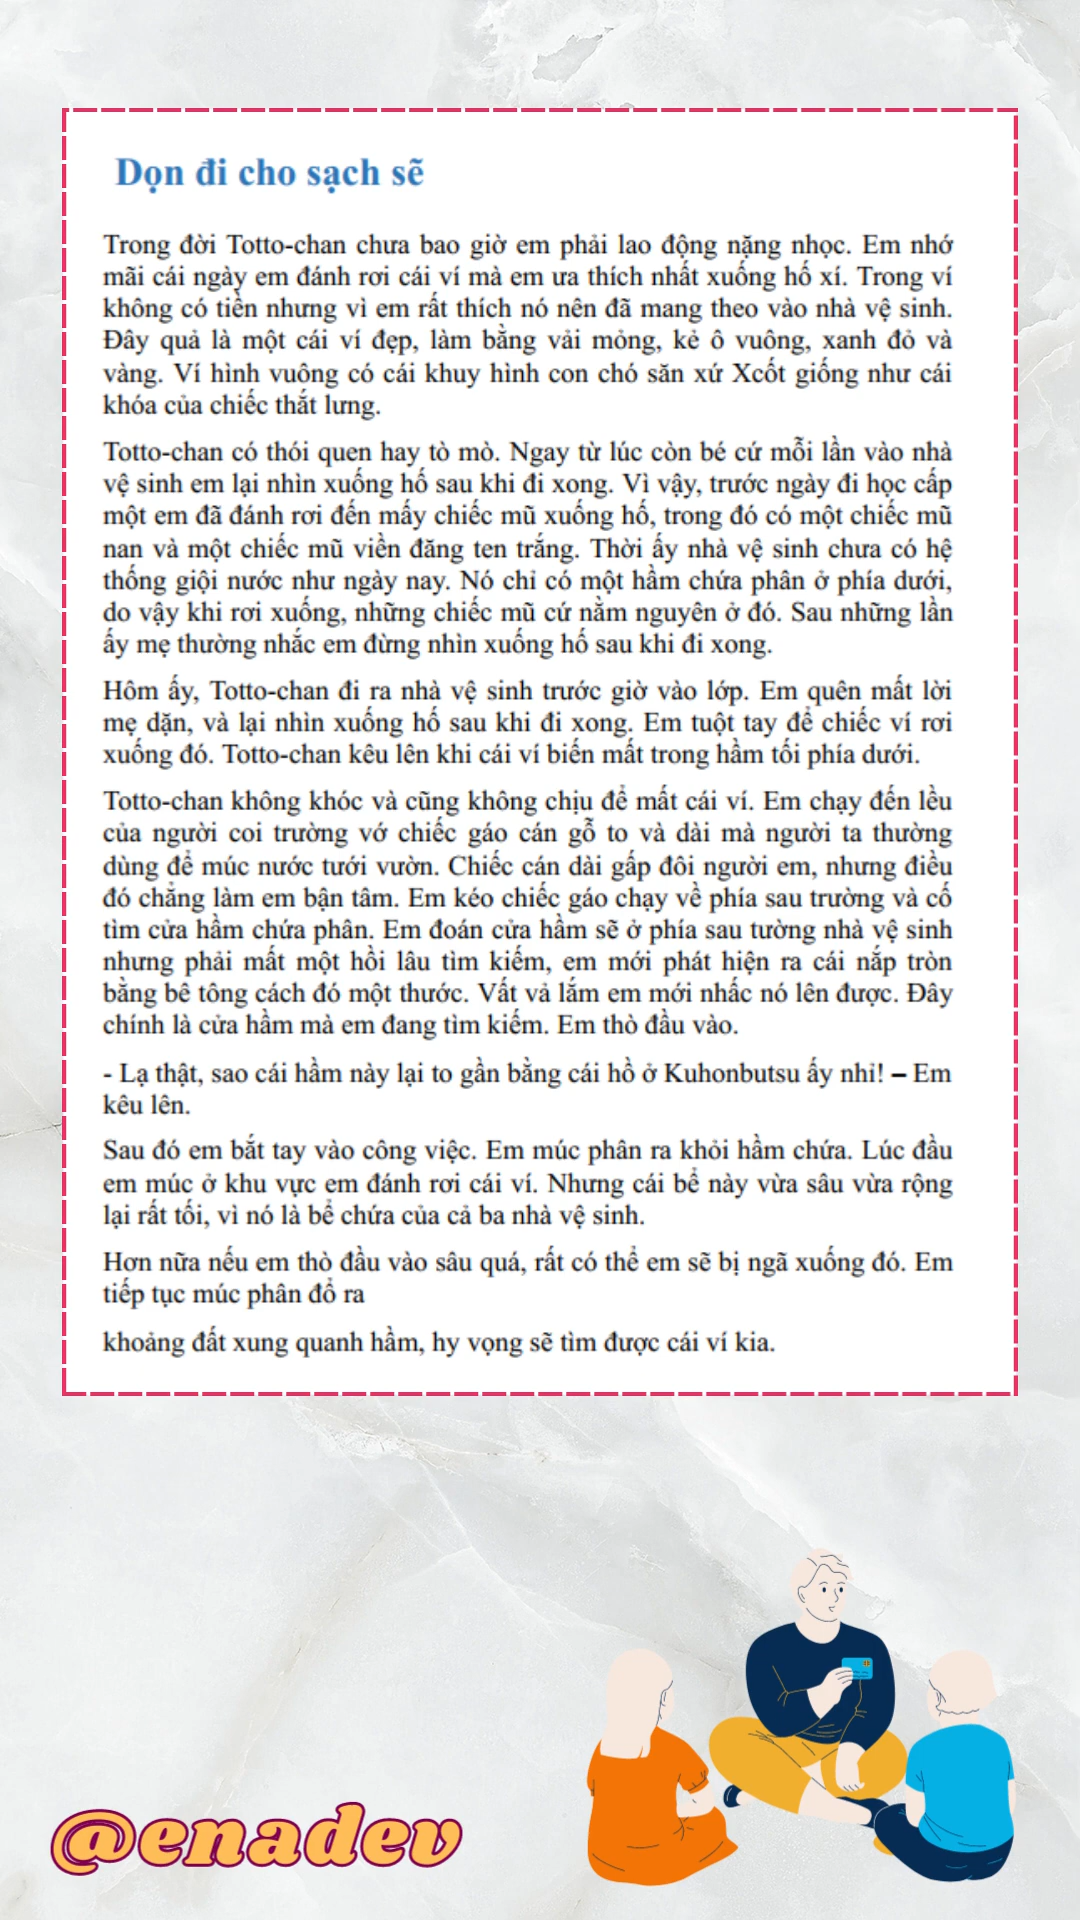 Dọn đi cho sạch sẽ
Trong đời Totto-chan chưa bao giờ em phải lao động nặng nhọc. Em nhớ
mãi cái ngày em đánh rơi cái ví mà em ưa thích nhất xuống hố xí. Trong ví
không có tiền nhưng vì em rất thích nó nên đã mang theo vào nhà vệ sinh.
Đây quả là một cái ví đẹp, làm bằng vải mỏng, kẻ ô vuông, xanh đỏ và
vàng. Ví hình vuông có cái khuy hình con chó săn xứ Xcốt giống như cái
khóa của chiếc thắt lưng.
Totto-chan có thói quen hay tò mò. Ngay từ lúc còn bé cứ mỗi lần vào nhà
vệ sinh em lại nhìn xuống hố sau khi đi xong. Vì vậy, trước ngày đi học cấp
một em đã đánh rơi đến mấy chiếc mũ xuống hố, trong đó có một chiếc mũ
nan và một chiếc mũ viền đăng ten trắng. Thời ấy nhà vệ sinh chưa có hệ
thống giội nước như ngày nay. Nó chỉ có một hầm chứa phân ở phía dưới,
do vậy khi rơi xuống, những chiếc mũ cứ nằm nguyên ở đó. Sau những lần
ấy mẹ thường nhắc em đừng nhìn xuống hố sau khi đi xong.
Hôm ấy, Totto-chan đi ra nhà vệ sinh trước giờ vào lớp. Em quên mất lời
mẹ dặn, và lại nhìn xuống hố sau khi đi xong. Em tuột tay để chiếc ví rơi
xuống đó. Totto-chan kêu lên khi cái ví biến mất trong hầm tối phía dưới.
Totto-chan không khóc và cũng không chịu để mất cái ví. Em chạy đến lều
của người coi trường vớ chiếc gáo cán gỗ to và dài mà người ta thường
dùng để múc nước tưới vườn. Chiếc cán dài gấp đôi người em, nhưng điều
đó chẳng làm em bận tâm. Em kéo chiếc gáo chạy về phía sau trường và cố
tìm cửa hầm chứa phân. Em đoán cửa hầm sẽ ở phía sau tường nhà vệ sinh
nhưng phải mất một hồi lâu tìm kiếm, em mới phát hiện ra cái nắp tròn
bằng bê tông cách đó một thước. Vất vả lắm em mới nhấc nó lên được. Đây
chính là cửa hầm mà em đang tìm kiếm. Em thò đầu vào.
- Lạ thật, sao cái hầm này lại to gần bằng cái hồ ở Kuhonbutsu ấy nhỉ! – Em
kêu lên.
Sau đó em bắt tay vào công việc. Em múc phân ra khỏi hầm chứa. Lúc đầu
em múc ở khu vực em đánh rơi cái ví. Nhưng cái bể này vừa sâu vừa rộng
lại rất tối, vì nó là bể chứa của cả ba nhà vệ sinh.
Hơn nữa nếu em thò đầu vào sâu quá, rất có thể em sẽ bị ngã xuống đó. Em
tiếp tục múc phân đổ ra
khoảng đất xung quanh hầm, hy vọng sẽ tìm được cái ví kia.
@enadev